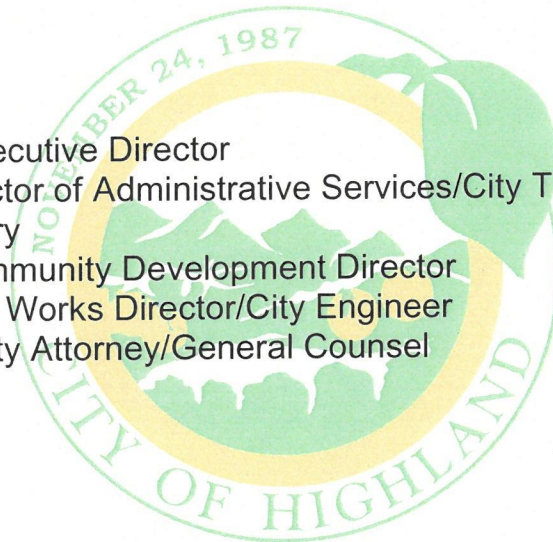 NOVEMBER 24, 1987
ecutive Director
ctor of Administrative Services/City T
ry
mmunity Development Director
Works Director/City Engineer
ty Attorney/General Counsel
CITY OF HIGHLAND